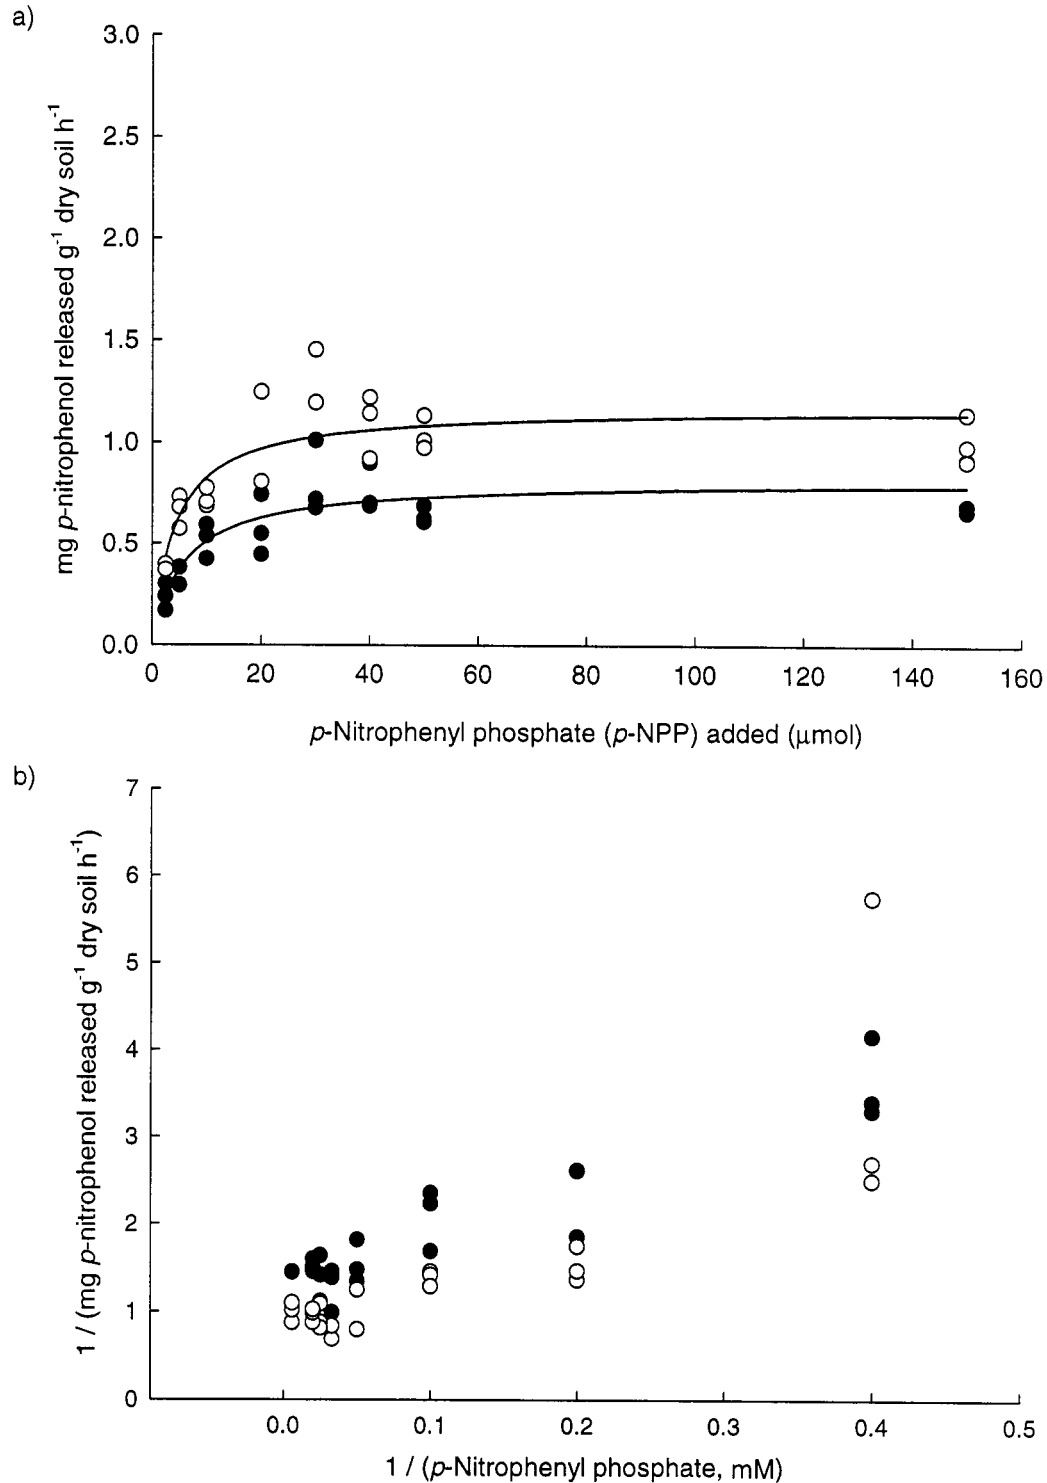 a)
3.0
2.5
2.0
1.5
1.0
0.5
0.0
mg p-nitrophenol released g⁻¹ dry soil h⁻¹
0 20 40 60 80 100 120 140 160
p-Nitrophenyl phosphate (p-NPP) added (μmol)
b)
7
6
5
4
3
2
1
0
1 / (mg p-nitrophenol released g⁻¹ dry soil h⁻¹)
0.0 0.1 0.2 0.3 0.4 0.5
1 / (p-Nitrophenyl phosphate, mM)